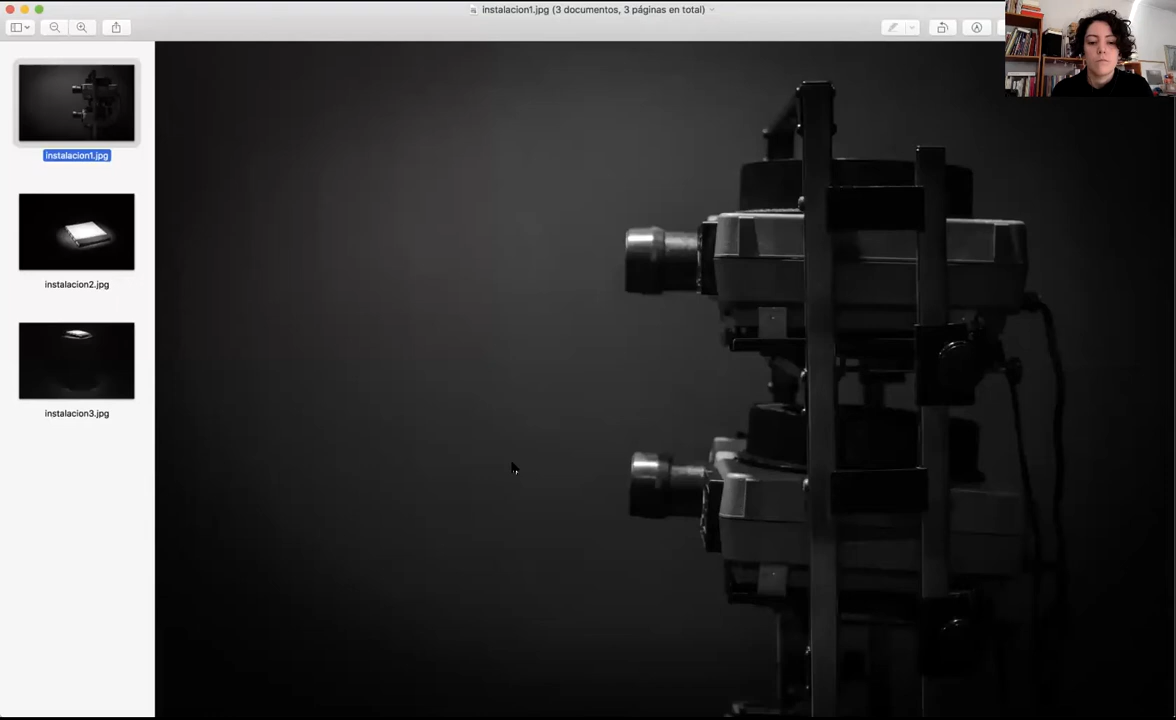 instalacion1.jpg (3 documentos, 3 páginas en total)
instalacion1.jpg
instalacion2.jpg
instalacion3.jpg